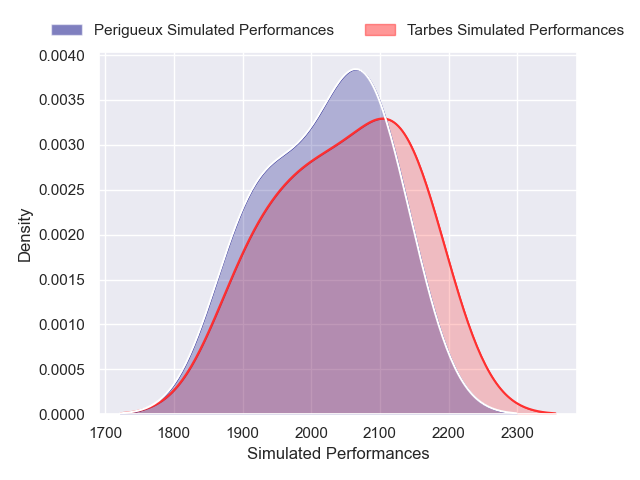 Perigueux Simulated Performances Tarbes Simulated Performances
0.0040
0.0035
0.0030
0.0025
0.0020
0.0015
0.0010
0.0005
0.0000
Density
1700 1800 1900 2000 2100 2200 2300
Simulated Performances